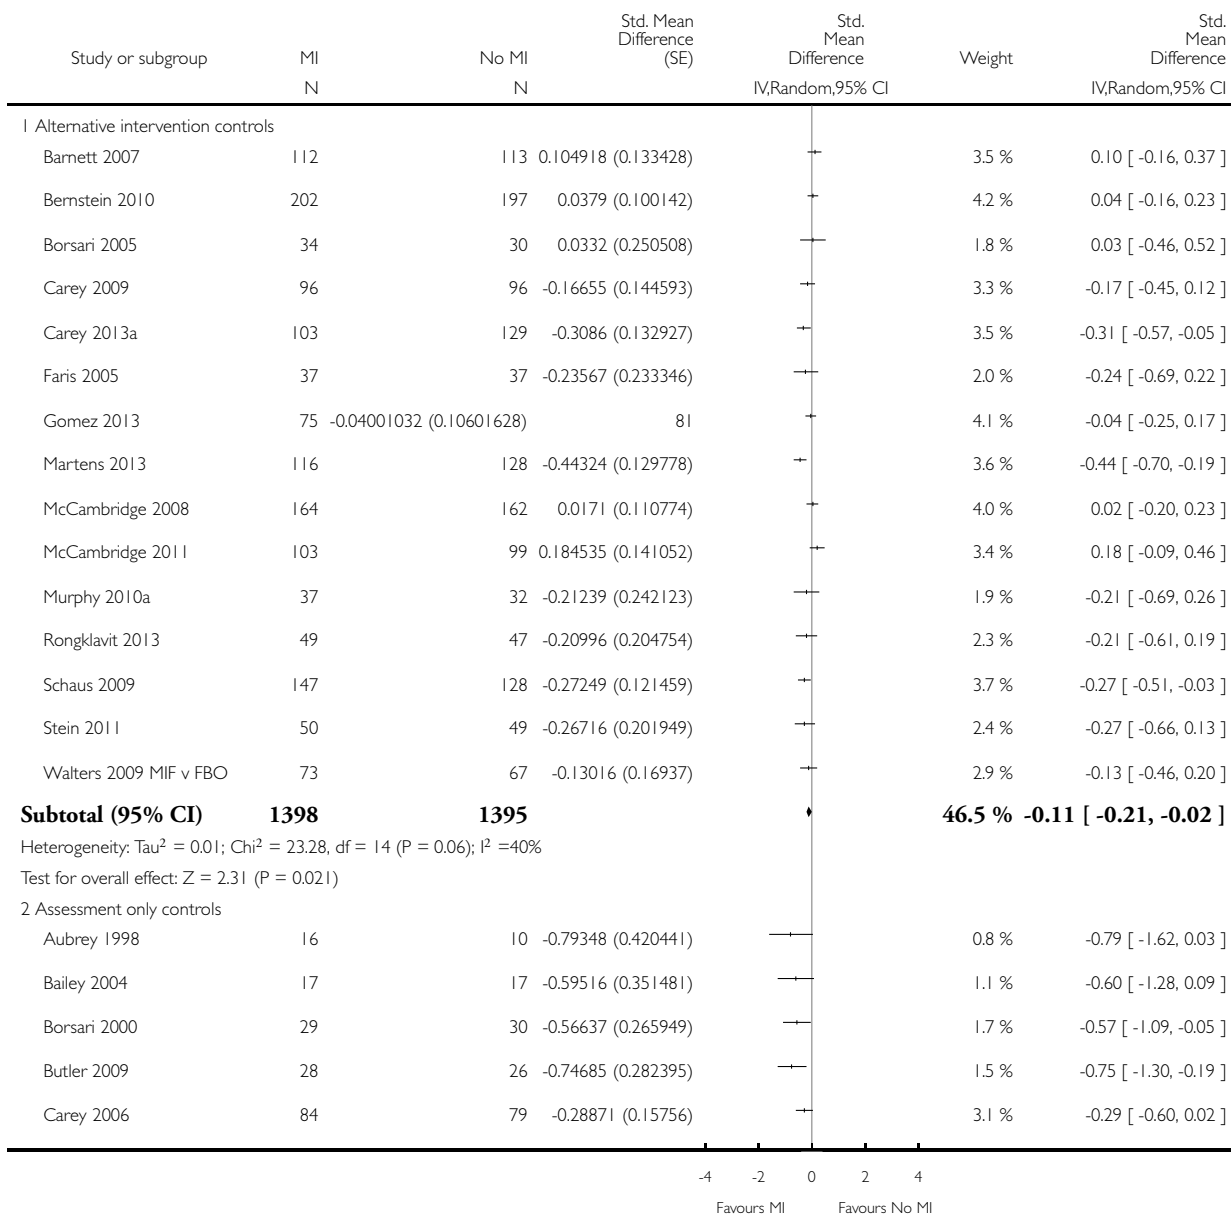 Study or subgroup MI No MI Std. Mean Difference (SE) Std. Mean Difference Weight Std. Mean Difference
N N IV,Random,95% CI IV,Random,95% CI
1 Alternative intervention controls
Barnett 2007 112 113 0.104918 (0.133428) 3.5 % 0.10 [ -0.16, 0.37 ]
Bernstein 2010 202 197 0.0379 (0.100142) 4.2 % 0.04 [ -0.16, 0.23 ]
Borsari 2005 34 30 0.0332 (0.250508) 1.8 % 0.03 [ -0.46, 0.52 ]
Carey 2009 96 96 -0.16655 (0.144593) 3.3 % -0.17 [ -0.45, 0.12 ]
Carey 2013a 103 129 -0.3086 (0.132927) 3.5 % -0.31 [ -0.57, -0.05 ]
Faris 2005 37 37 -0.23567 (0.233346) 2.0 % -0.24 [ -0.69, 0.22 ]
Gomez 2013 75 -0.04001032 (0.10601628) 81 4.1 % -0.04 [ -0.25, 0.17 ]
Martens 2013 116 128 -0.44324 (0.129778) 3.6 % -0.44 [ -0.70, -0.19 ]
McCambridge 2008 164 162 0.0171 (0.110774) 4.0 % 0.02 [ -0.20, 0.23 ]
McCambridge 2011 103 99 0.184535 (0.141052) 3.4 % 0.18 [ -0.09, 0.46 ]
Murphy 2010a 37 32 -0.21239 (0.242123) 1.9 % -0.21 [ -0.69, 0.26 ]
Rongklavit 2013 49 47 -0.20996 (0.204754) 2.3 % -0.21 [ -0.61, 0.19 ]
Schaus 2009 147 128 -0.27249 (0.121459) 3.7 % -0.27 [ -0.51, -0.03 ]
Stein 2011 50 49 -0.26716 (0.201949) 2.4 % -0.27 [ -0.66, 0.13 ]
Walters 2009 MIF v FBO 73 67 -0.13016 (0.16937) 2.9 % -0.13 [ -0.46, 0.20 ]
Subtotal (95% CI) 1398 1395 46.5 % -0.11 [ -0.21, -0.02 ]
Heterogeneity: Tau² = 0.01; Chi² = 23.28, df = 14 (P = 0.06); I² =40%
Test for overall effect: Z = 2.31 (P = 0.021)
2 Assessment only controls
Aubrey 1998 16 10 -0.79348 (0.420441) 0.8 % -0.79 [ -1.62, 0.03 ]
Bailey 2004 17 17 -0.59516 (0.351481) 1.1 % -0.60 [ -1.28, 0.09 ]
Borsari 2000 29 30 -0.56637 (0.265949) 1.7 % -0.57 [ -1.09, -0.05 ]
Butler 2009 28 26 -0.74685 (0.282395) 1.5 % -0.75 [ -1.30, -0.19 ]
Carey 2006 84 79 -0.28871 (0.15756) 3.1 % -0.29 [ -0.60, 0.02 ]
-4 -2 0 2 4
Favours MI Favours No MI